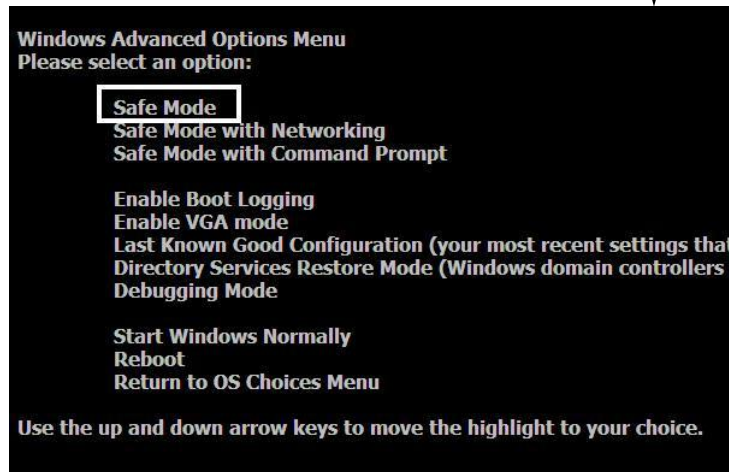 Windows Advanced Options Menu
Please select an option:
Safe Mode
Safe Mode with Networking
Safe Mode with Command Prompt
Enable Boot Logging
Enable VGA mode
Last Known Good Configuration (your most recent settings that
Directory Services Restore Mode (Windows domain controllers
Debugging Mode
Start Windows Normally
Reboot
Return to OS Choices Menu
Use the up and down arrow keys to move the highlight to your choice.